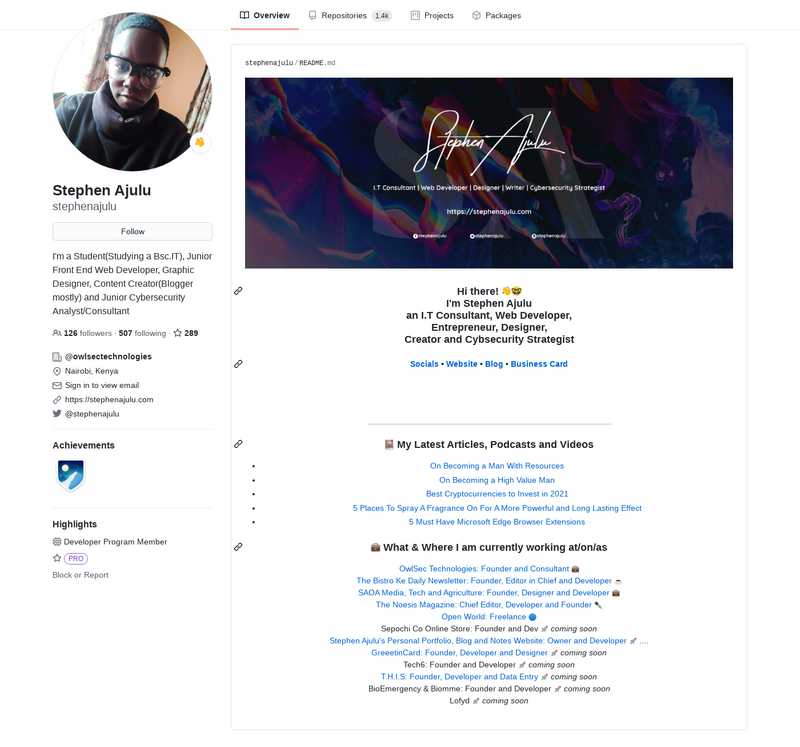 Overview
Repositories 1.4k
Projects
Packages
Stephen Ajulu
stephenajulu
Follow
I'm a Student(Studying a Bsc.IT), Junior
Front End Web Developer, Graphic
Designer, Content Creator(Blogger
mostly) and Junior Cybersecurity
Analyst/Consultant
126 followers · 507 following · 289
@owlsectechnologies
Nairobi, Kenya
Sign in to view email
https://stephenajulu.com
@stephenajulu
Achievements
Highlights
Developer Program Member
PRO
Block or Report
stephenajulu / README.md
Stephen Ajulu
I.T Consultant | Web Developer | Designer | Writer | Cybersecurity Strategist
https://stephenajulu.com
@stephenajulu @stephenajulu @stephenajulu
Hi there! 👋🤓
I'm Stephen Ajulu
an I.T Consultant, Web Developer,
Entrepreneur, Designer,
Creator and Cybsecurity Strategist
Socials • Website • Blog • Business Card
My Latest Articles, Podcasts and Videos
• On Becoming a Man With Resources
• On Becoming a High Value Man
• Best Cryptocurrencies to Invest in 2021
• 5 Places To Spray A Fragrance On For A More Powerful and Long Lasting Effect
• 5 Must Have Microsoft Edge Browser Extensions
💼 What & Where I am currently working at/on/as
OwlSec Technologies: Founder and Consultant 💼
The Bistro Ke Daily Newsletter: Founder, Editor in Chief and Developer ☕
SAOA Media, Tech and Agriculture: Founder, Designer and Developer 💼
The Noesis Magazine: Chief Editor, Developer and Founder ✒
Open World: Freelance 🌐
Sepochi Co Online Store: Founder and Dev 🚀 coming soon
Stephen Ajulu's Personal Portfolio, Blog and Notes Website: Owner and Developer 🚀 ....
GreeetinCard: Founder, Developer and Designer 🚀 coming soon
Tech6: Founder and Developer 🚀 coming soon
T.H.I.S: Founder, Developer and Data Entry 🚀 coming soon
BioEmergency & Biomme: Founder and Developer 🚀 coming soon
Lofyd 🚀 coming soon